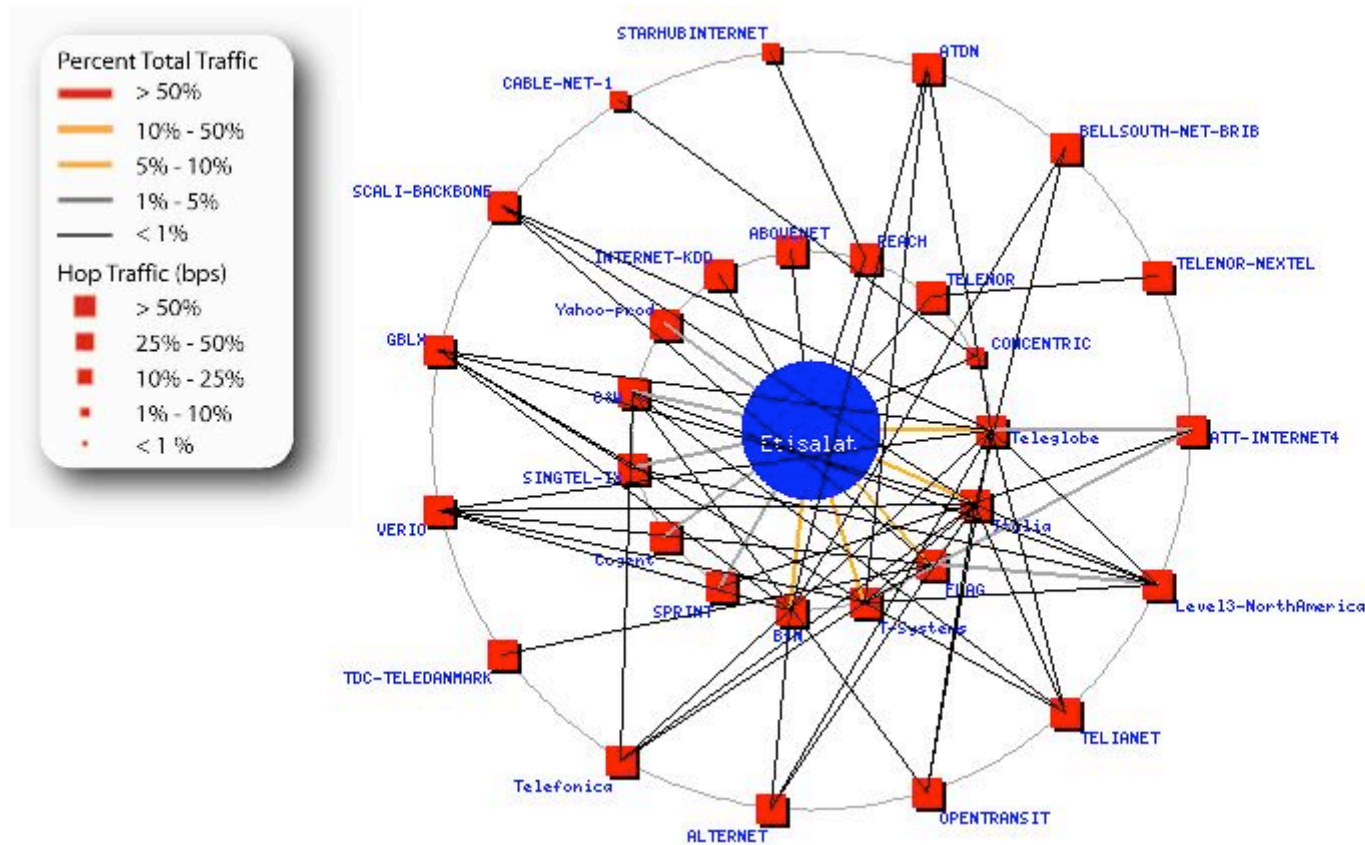 Percent Total Traffic
> 50%
10% - 50%
5% - 10%
1% - 5%
< 1%
Hop Traffic (bps)
> 50%
25% - 50%
10% - 25%
1% - 10%
< 1 %
STARHUBINTERNET
ATDN
CABLE-NET-1
BELLSOUTH-NET-BRIB
SCALI-BACKBONE
ABOVENET
REACH
INTERNET-KDD
TELENOR
TELENOR-NEXTEL
Yahoo-prod
GBLX
CONCENTRIC
C&W
Teleglobe
ATT-INTERNET4
Etisalat
SINGTEL-IX
VERIO
Cogent
FLAG
SPRINT
T-Systems
Level3-NorthAmerica
TDC-TELEDANMARK
TELIANET
Telefonica
OPENTRANSIT
ALTERNET